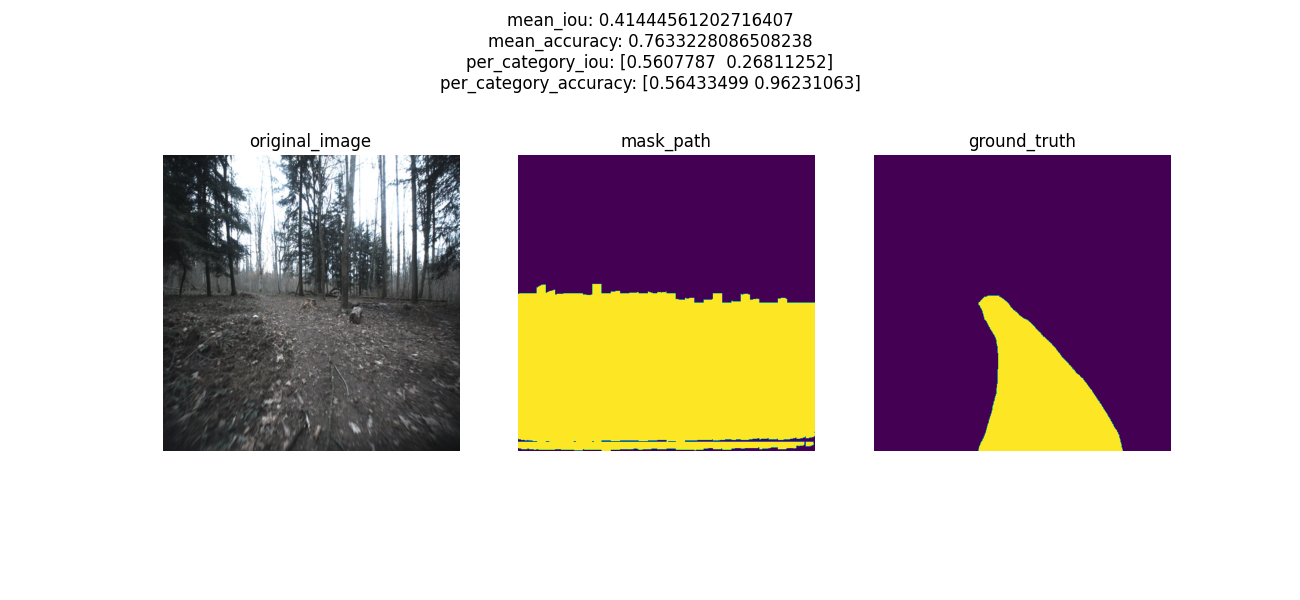 mean_iou: 0.41444561202716407
mean_accuracy: 0.7633228086508238
per_category_iou: [0.5607787  0.26811252]
per_category_accuracy: [0.56433499 0.96231063]
original_image
mask_path
ground_truth